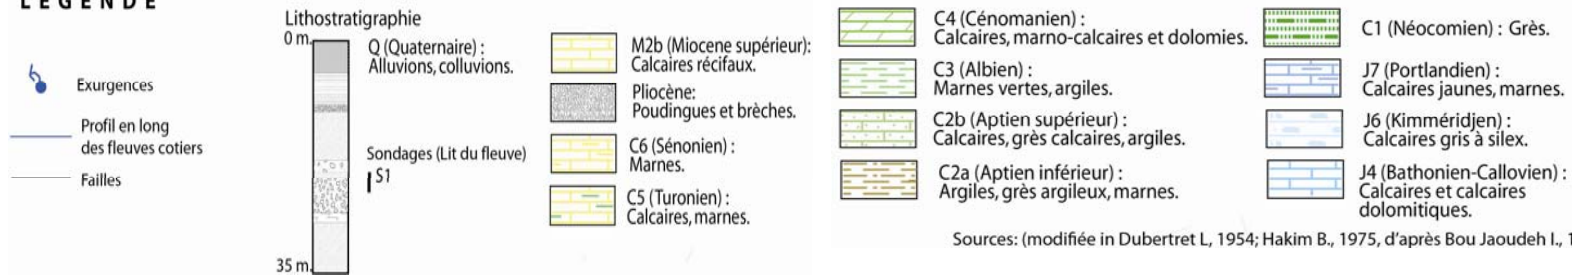 LÉGENDE
Exurgences
Profil en long
des fleuves cotiers
Failles
Lithostratigraphie
0 m.
Q (Quaternaire) :
Alluvions, colluvions.
Sondages (Lit du fleuve)
S1
35 m.
M2b (Miocene supérieur):
Calcaires récifaux.
Pliocène:
Poudingues et brèches.
C6 (Sénonien) :
Marnes.
C5 (Turonien) :
Calcaires, marnes.
C4 (Cénomanien) :
Calcaires, marno-calcaires et dolomies.
C3 (Albien) :
Marnes vertes, argiles.
C2b (Aptien supérieur) :
Calcaires, grès calcaires, argiles.
C2a (Aptien inférieur) :
Argiles, grès argileux, marnes.
C1 (Néocomien) : Grès.
J7 (Portlandien) :
Calcaires jaunes, marnes.
J6 (Kimméridjen) :
Calcaires gris à silex.
J4 (Bathonien-Callovien) :
Calcaires et calcaires
dolomitiques.
Sources: (modifiée in Dubertret L, 1954; Hakim B., 1975, d'après Bou Jaoudeh I., 1